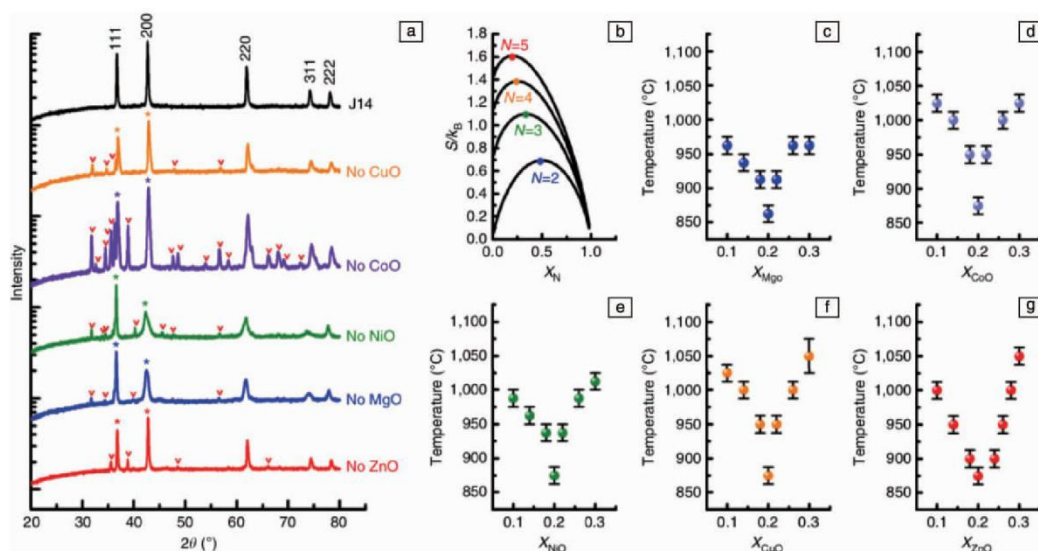 a
111
200
220
311
222
J14
No CuO
No CoO
No NiO
No MgO
No ZnO
Intensity
20 30 40 50 60 70 80
2θ (°)
b
N=5
N=4
N=3
N=2
S/kB
1.8
1.6
1.4
1.2
1.0
0.8
0.6
0.4
0.2
0.0
0 0.5 1
XN
c
Temperature (°C)
1,100
1,050
1,000
950
900
850
0.1 0.2 0.3
XMgo
d
Temperature (°C)
1,100
1,050
1,000
950
900
850
0.1 0.2 0.3
XCoO
e
Temperature (°C)
1,100
1,050
1,000
950
900
850
0.1 0.2 0.3
XNiO
f
Temperature (°C)
1,100
1,050
1,000
950
900
850
0.1 0.2 0.3
XCuO
g
Temperature (°C)
1,100
1,050
1,000
950
900
850
0.1 0.2 0.3
XZnO